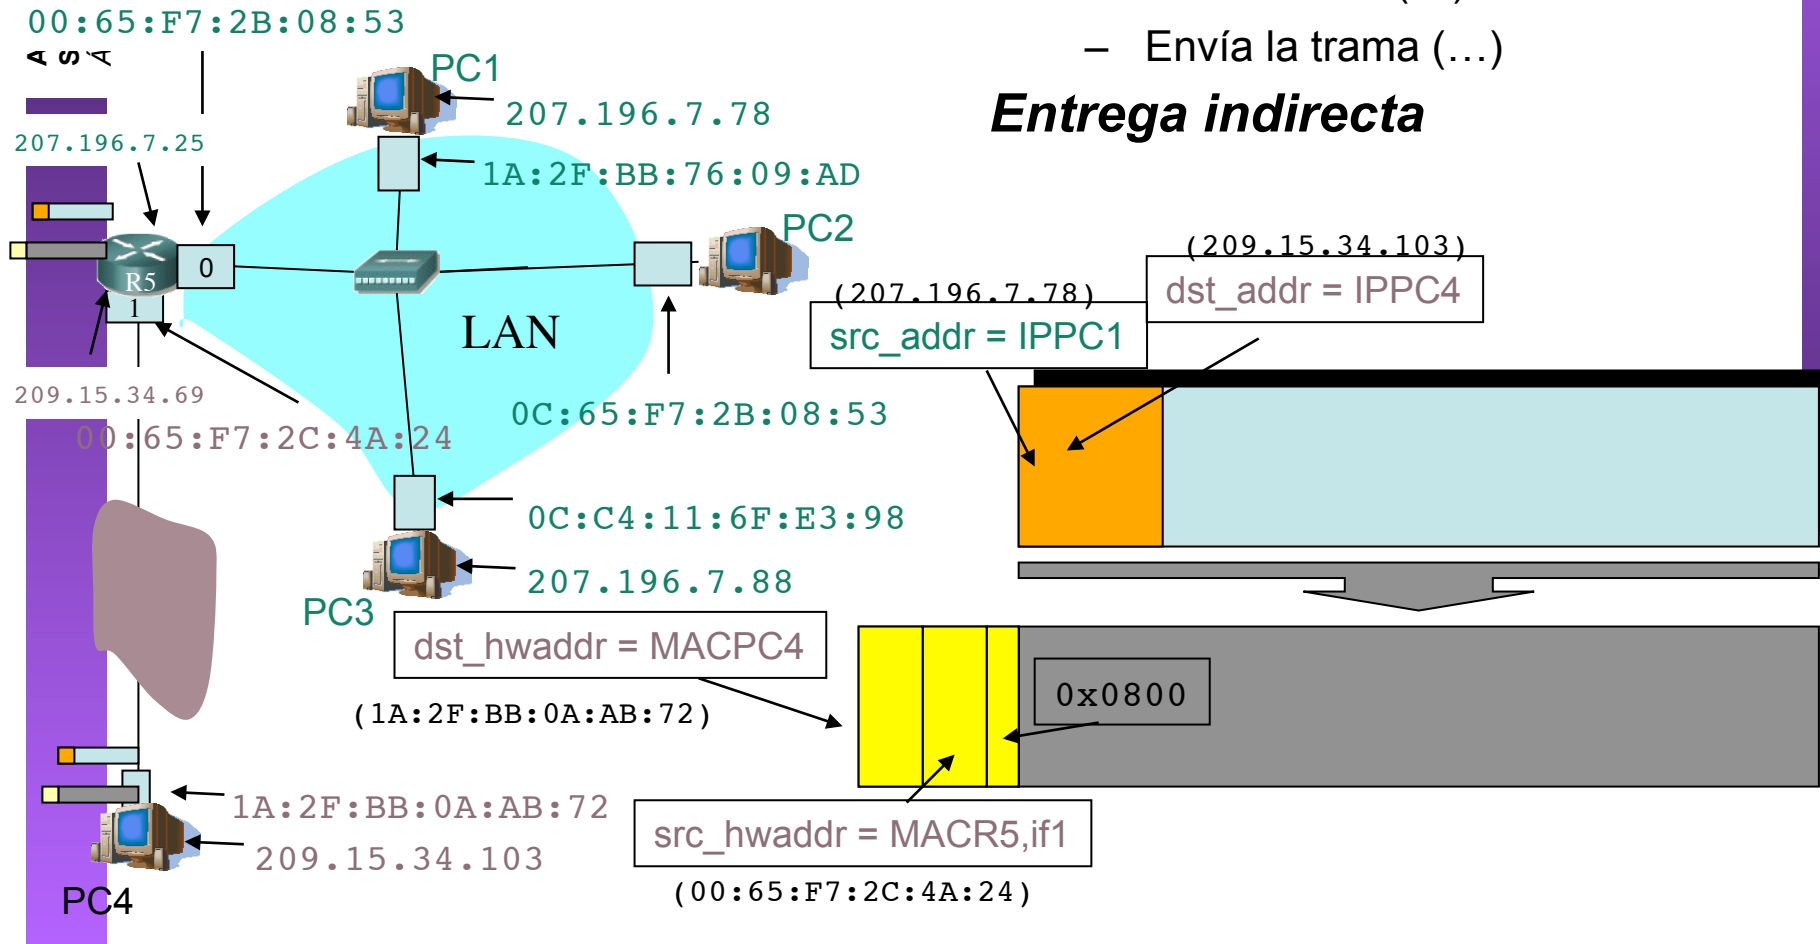 00:65:F7:2B:08:53
– Envía la trama (…)
PC1
Entrega indirecta
207.196.7.78
207.196.7.25
1A:2F:BB:76:09:AD
PC2
(209.15.34.103)
dst_addr = IPPC4
(207.196.7.78)
src_addr = IPPC1
R5
0
1
LAN
209.15.34.69
0C:65:F7:2B:08:53
00:65:F7:2C:4A:24
0C:C4:11:6F:E3:98
207.196.7.88
PC3
dst_hwaddr = MACPC4
(1A:2F:BB:0A:AB:72)
0x0800
1A:2F:BB:0A:AB:72
209.15.34.103
src_hwaddr = MACR5,if1
(00:65:F7:2C:4A:24)
PC4